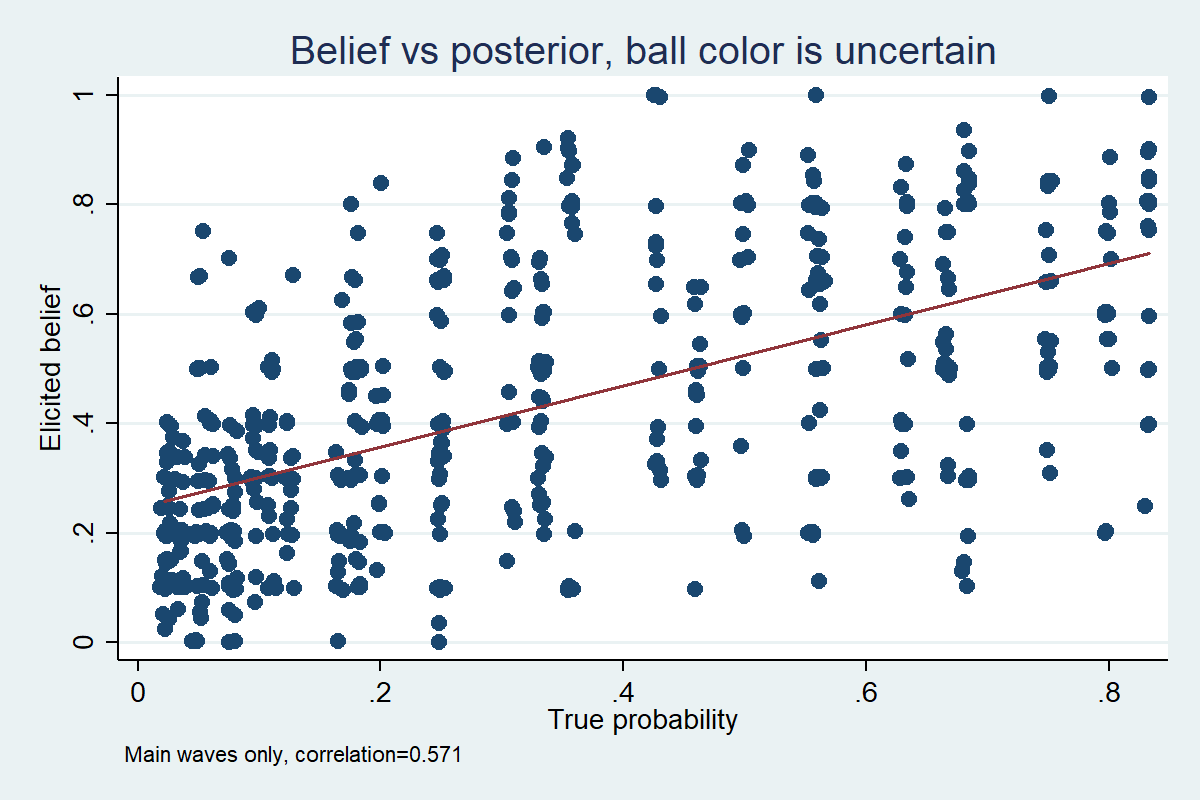 Belief vs posterior, ball color is uncertain
Elicited belief
1
.8
.6
.4
.2
0
0 .2 .4 .6 .8
True probability
Main waves only, correlation=0.571